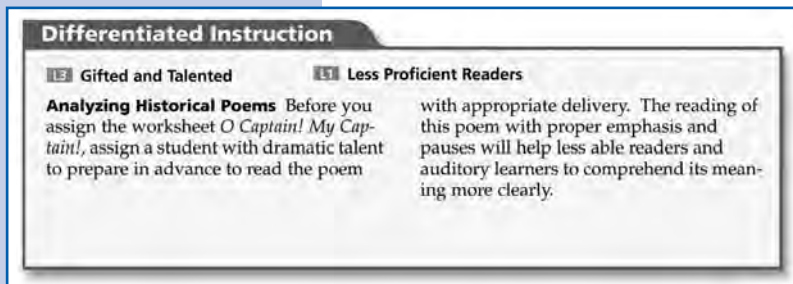 Differentiated Instruction
L3 Gifted and Talented
L1 Less Proficient Readers
Analyzing Historical Poems Before you
assign the worksheet O Captain! My Cap-
tain!, assign a student with dramatic talent
to prepare in advance to read the poem
with appropriate delivery. The reading of
this poem with proper emphasis and
pauses will help less able readers and
auditory learners to comprehend its mean-
ing more clearly.